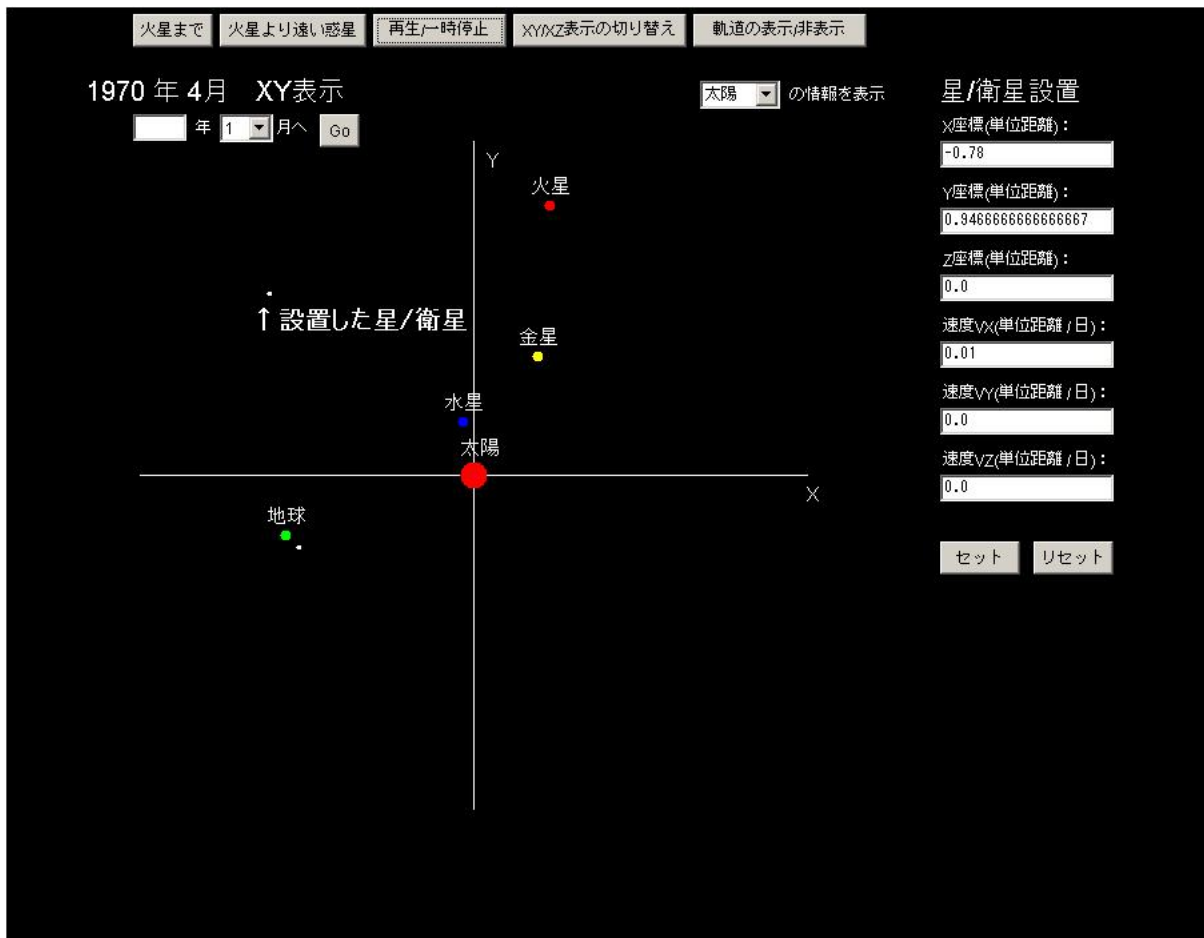 火星まで 火星より遠い惑星 再生/一時停止 XY/XZ表示の切り替え 軌道の表示/非表示
1970 年 4月 XY表示
年 1 月へ Go
太陽 の情報を表示
Y
火星
↑設置した星/衛星
金星
水星
太陽
X
地球
星/衛星設置
X座標(単位距離):
-0.78
Y座標(単位距離):
0.9466666666666667
Z座標(単位距離):
0.0
速度VX(単位距離/日):
0.01
速度VY(単位距離/日):
0.0
速度VZ(単位距離/日):
0.0
セット リセット